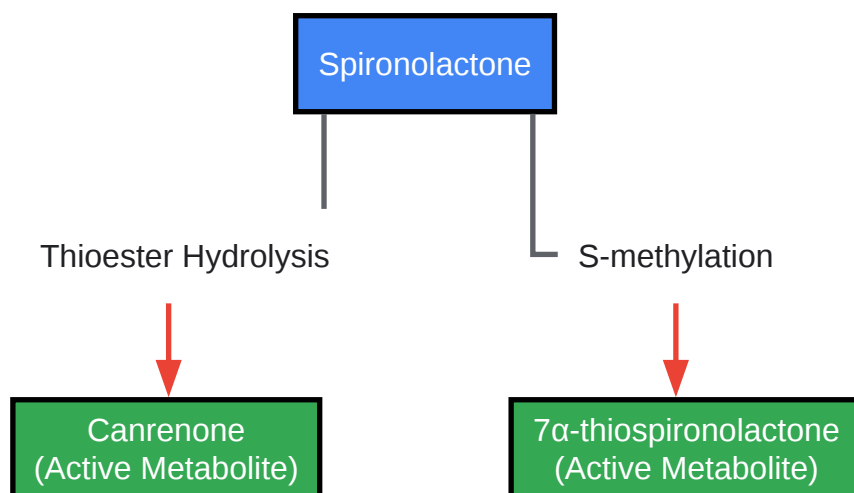 Spironolactone
Thioester Hydrolysis
S-methylation
Canrenone
(Active Metabolite)
7α-thiospironolactone
(Active Metabolite)